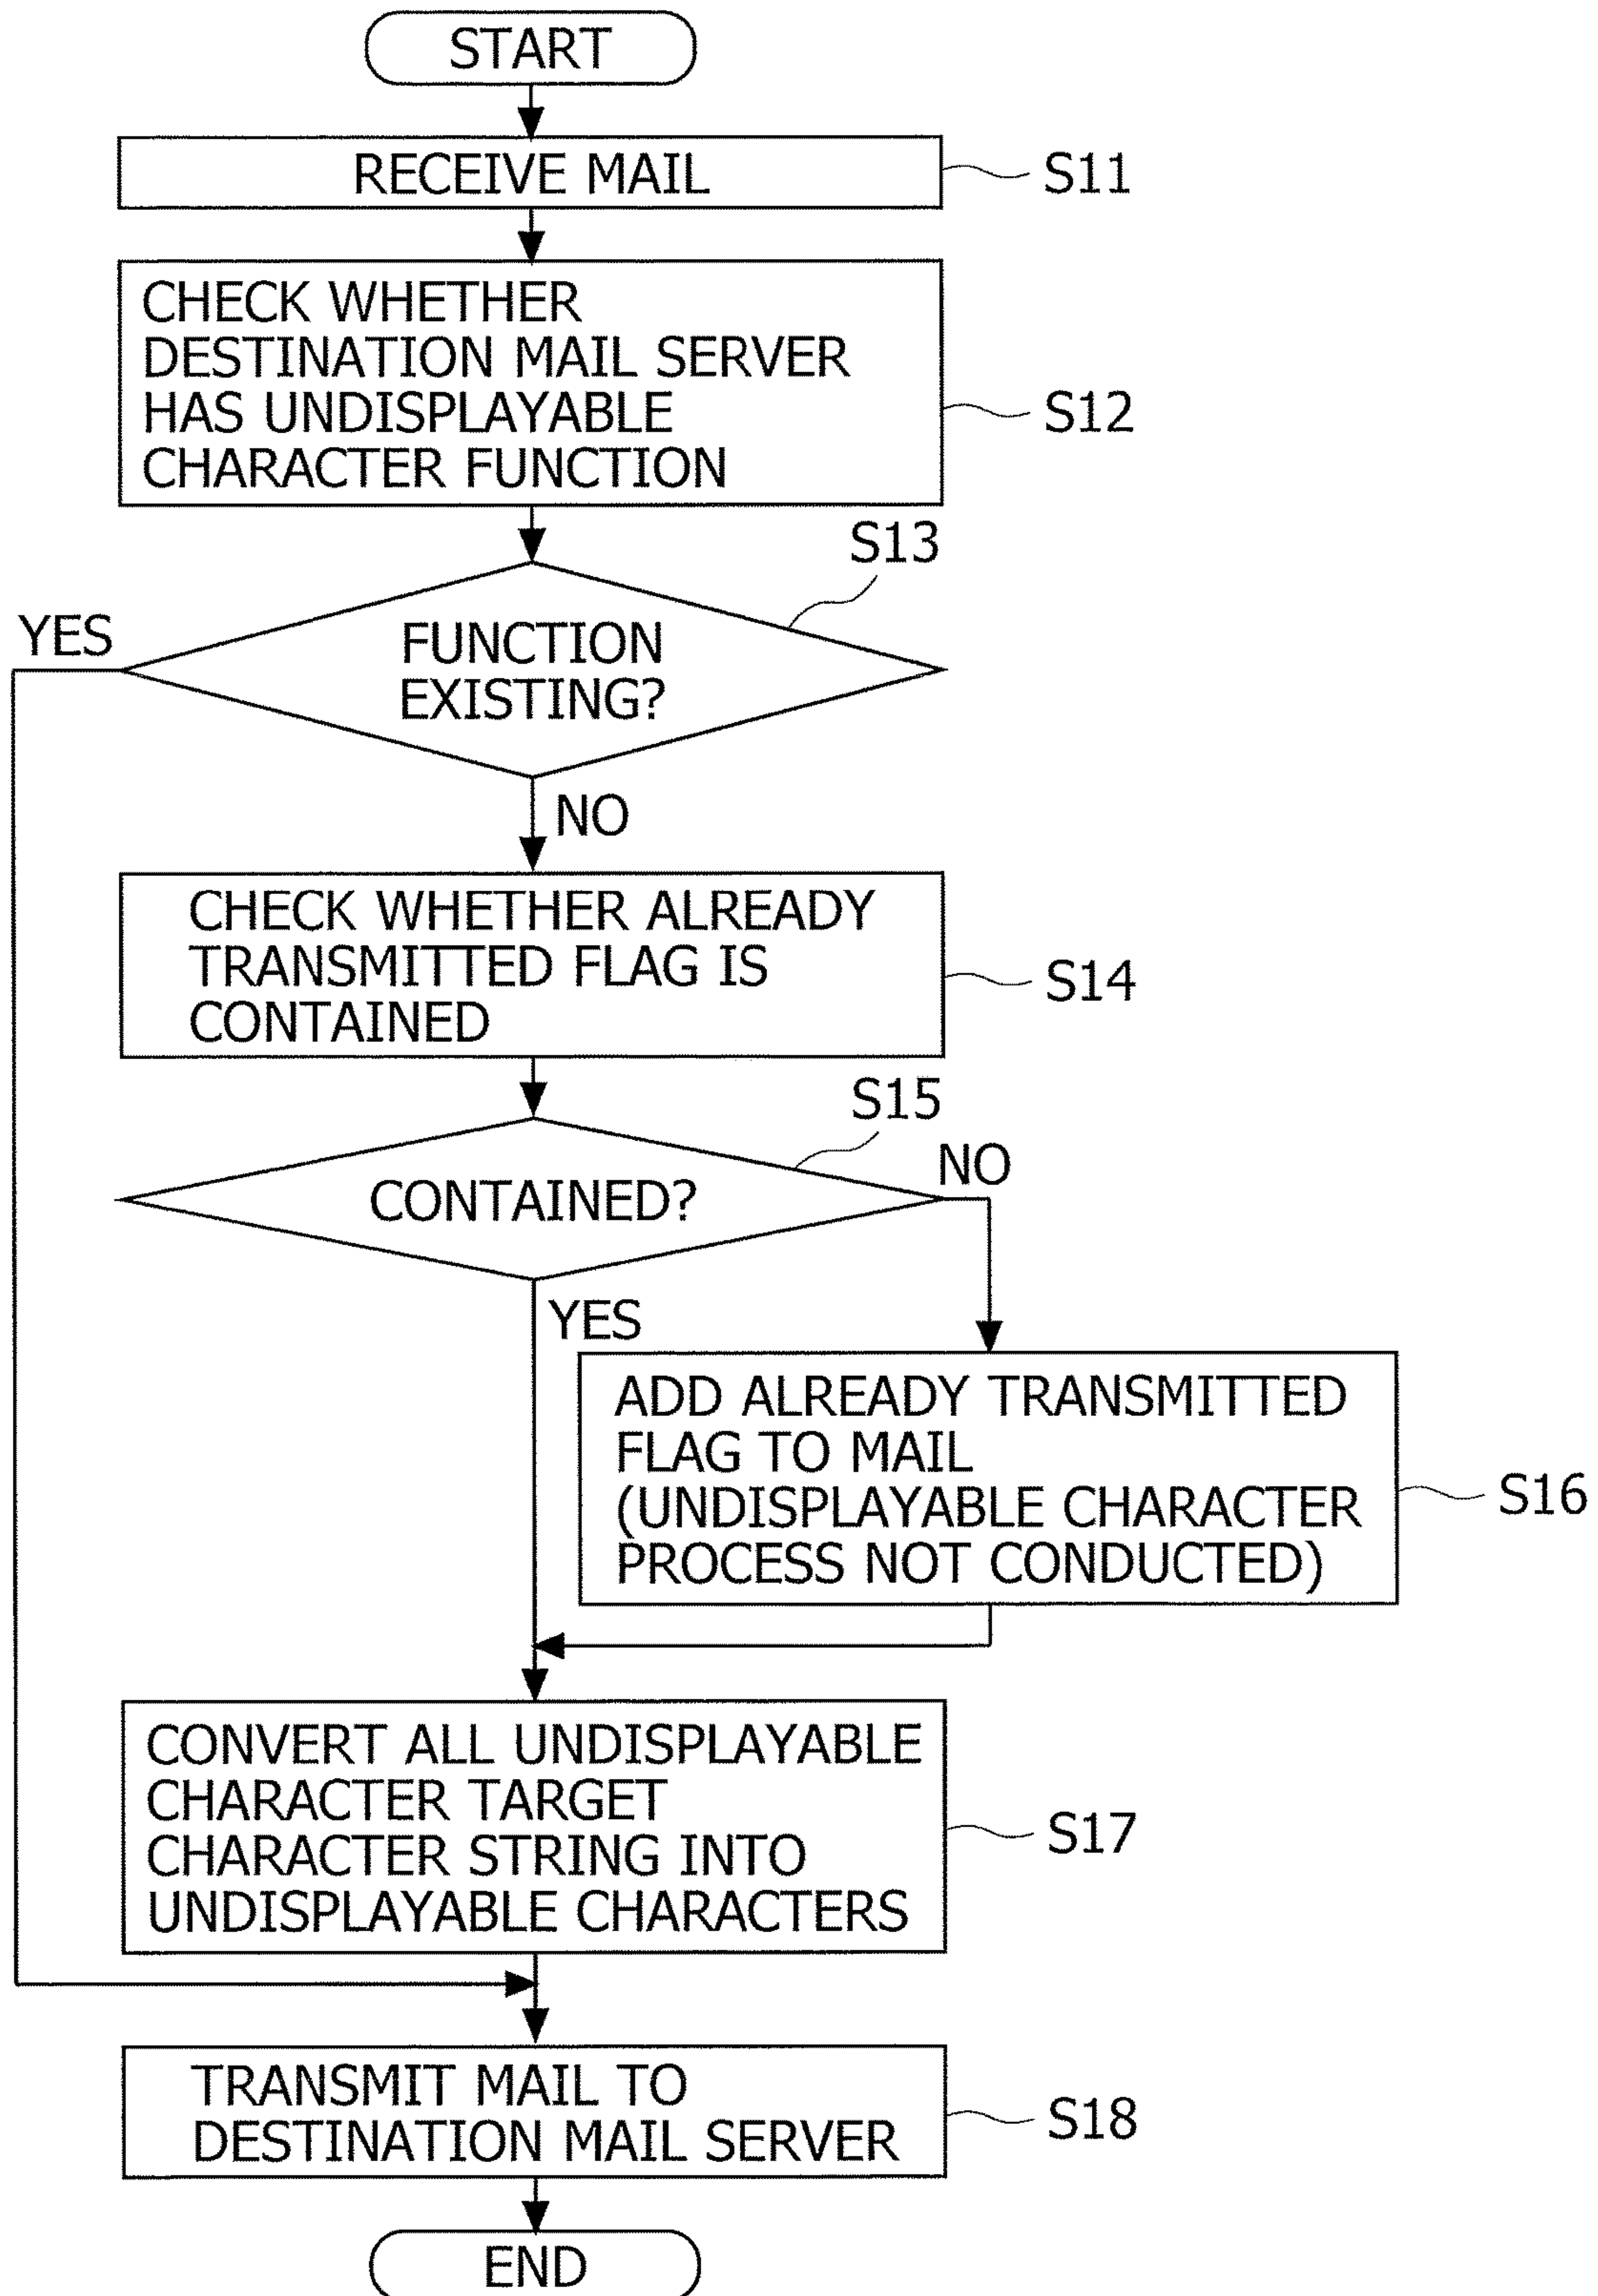 START
RECEIVE MAIL
S11
CHECK WHETHER
DESTINATION MAIL SERVER
HAS UNDISPLAYABLE
CHARACTER FUNCTION
S12
S13
YES
FUNCTION
EXISTING?
NO
CHECK WHETHER ALREADY
TRANSMITTED FLAG IS
CONTAINED
S14
S15
NO
CONTAINED?
YES
ADD ALREADY TRANSMITTED
FLAG TO MAIL
(UNDISPLAYABLE CHARACTER
PROCESS NOT CONDUCTED)
S16
CONVERT ALL UNDISPLAYABLE
CHARACTER TARGET
CHARACTER STRING INTO
UNDISPLAYABLE CHARACTERS
S17
TRANSMIT MAIL TO
DESTINATION MAIL SERVER
S18
END